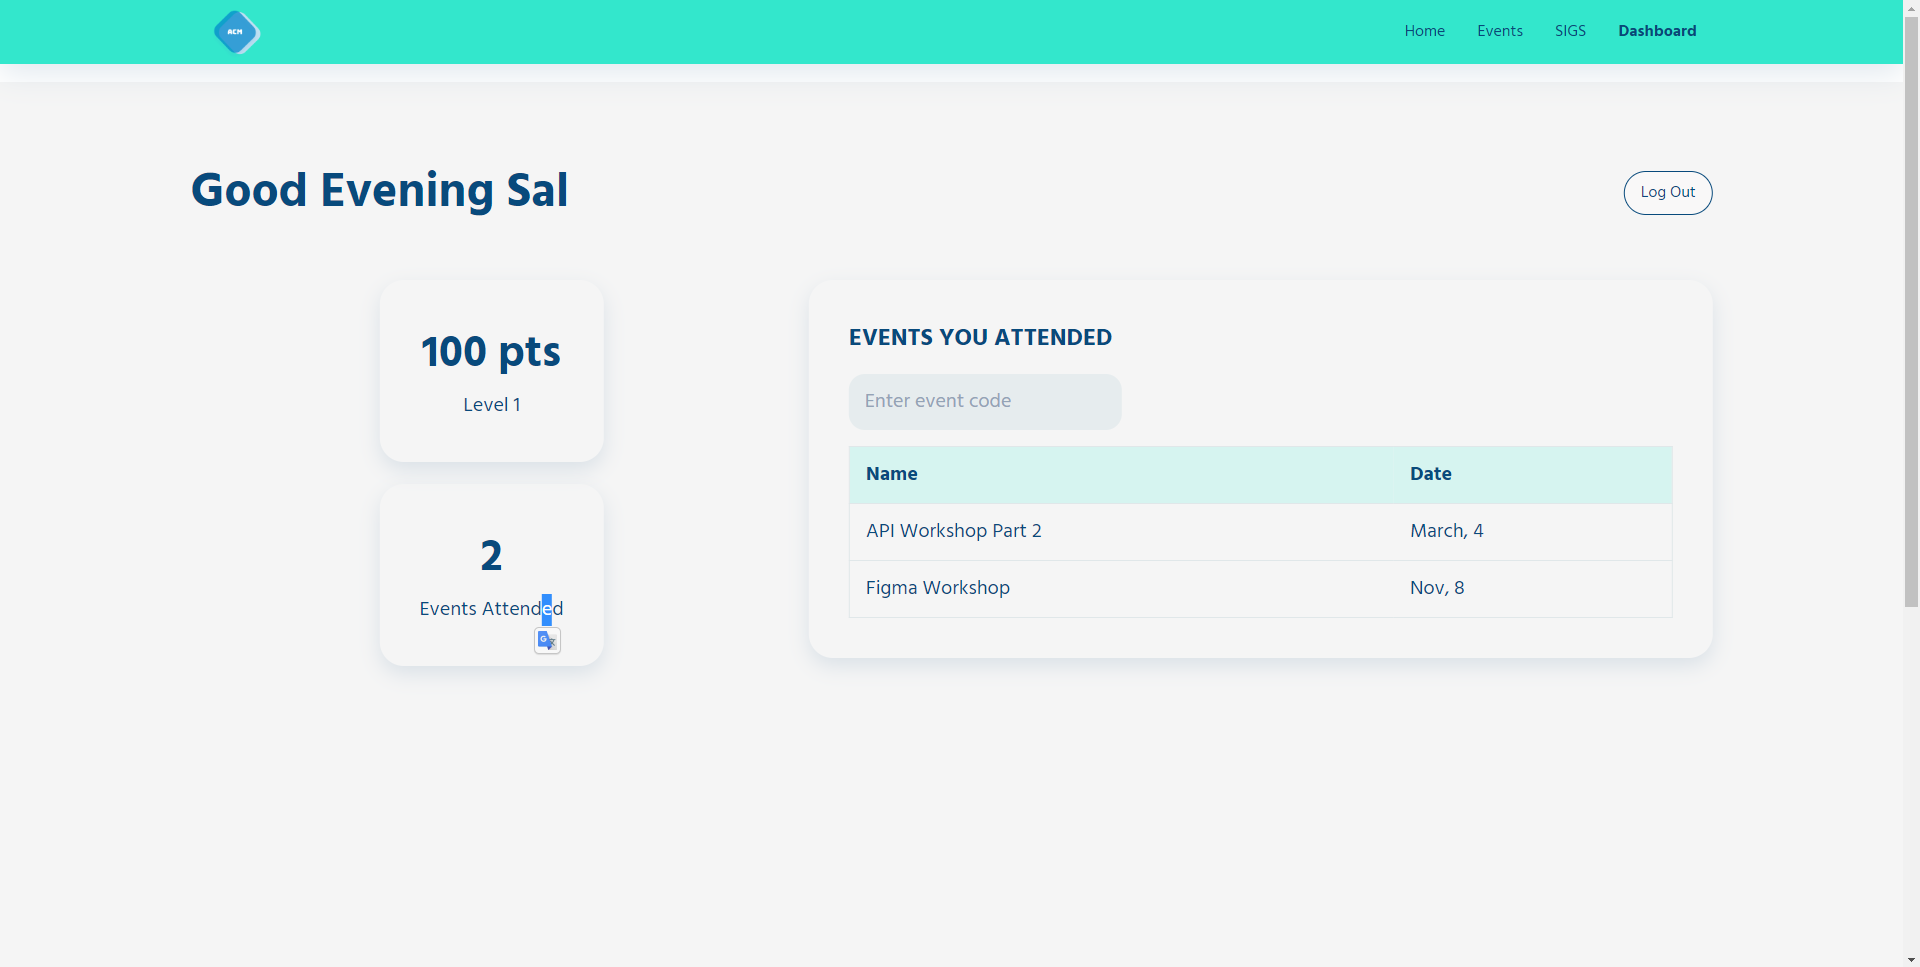 ACM
Home Events SIGS Dashboard
Good Evening Sal
Log Out
100 pts
Level 1
2
Events Attended
EVENTS YOU ATTENDED
Enter event code
Name Date
API Workshop Part 2 March, 4
Figma Workshop Nov, 8